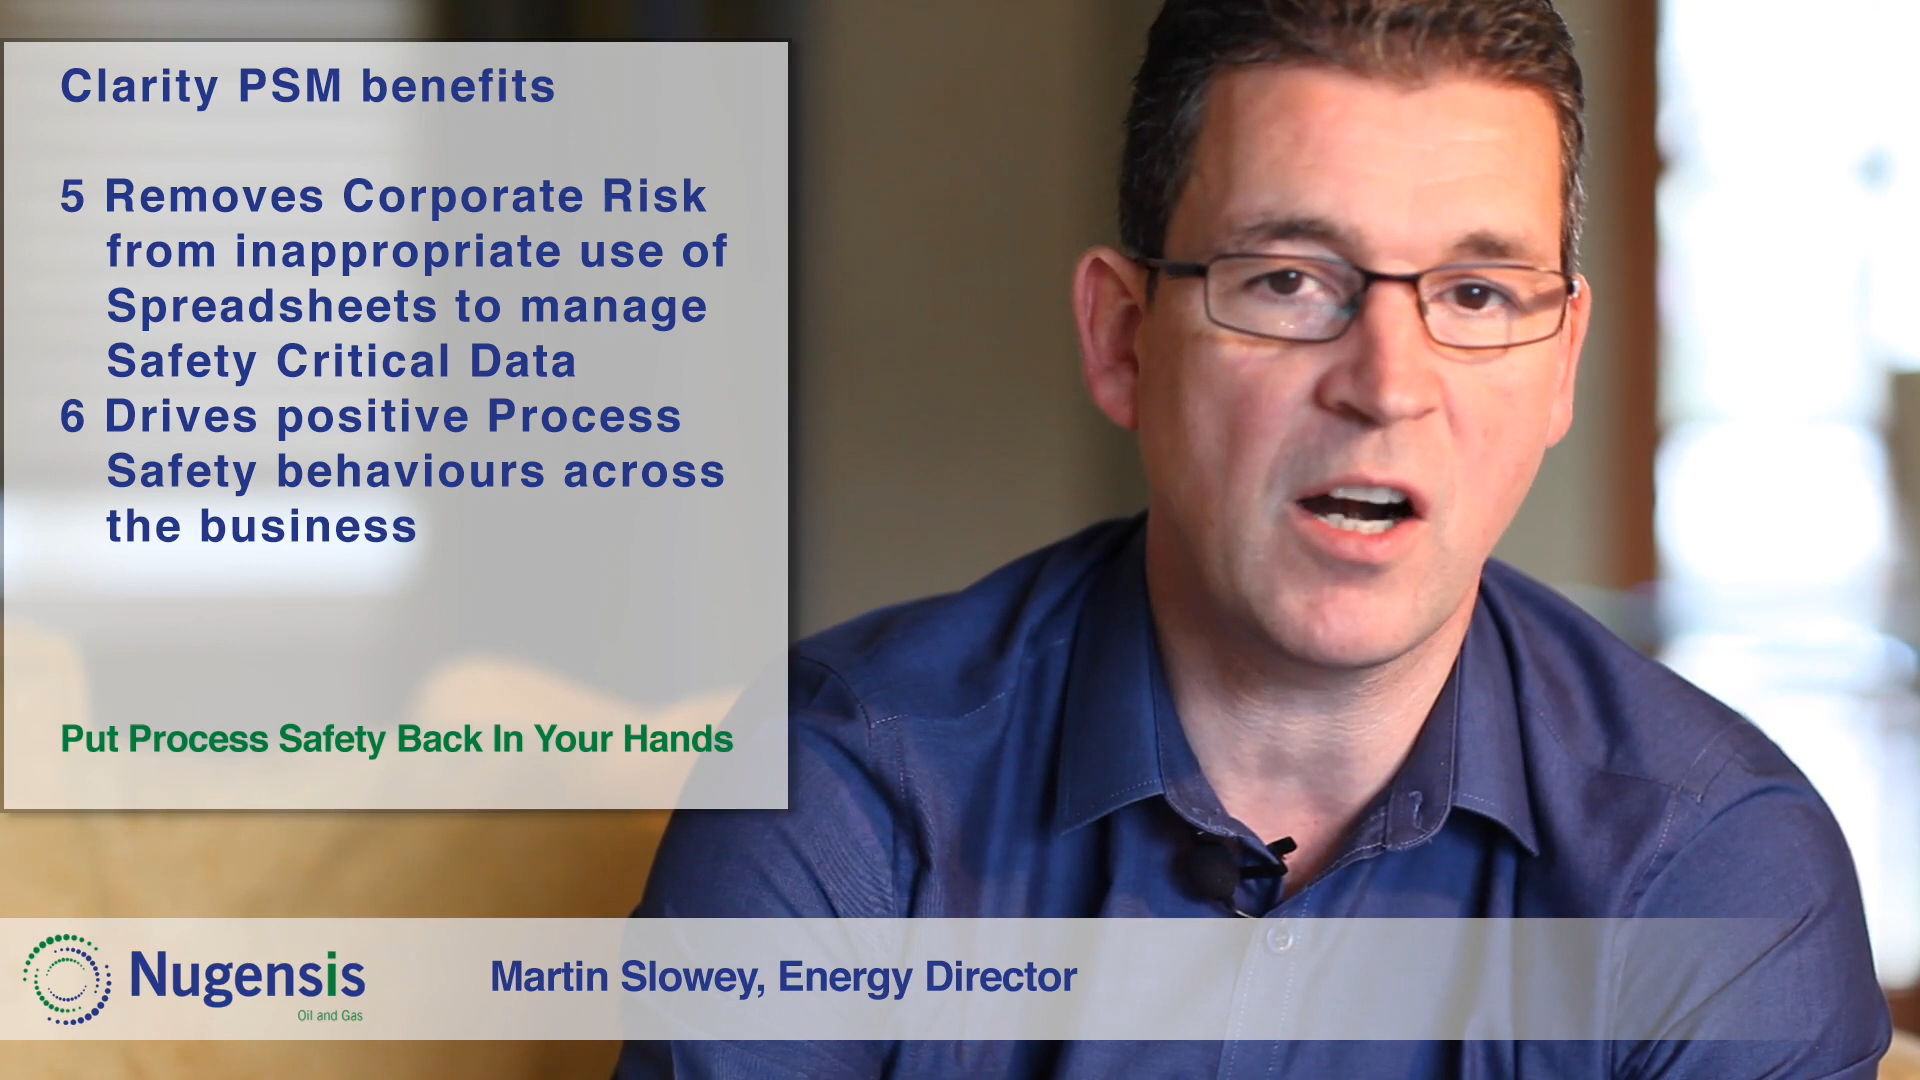 Clarity PSM benefits
5 Removes Corporate Risk
from inappropriate use of
Spreadsheets to manage
Safety Critical Data
6 Drives positive Process
Safety behaviours across
the business
Put Process Safety Back In Your Hands
Nugensis
Oil and Gas
Martin Slowey, Energy Director